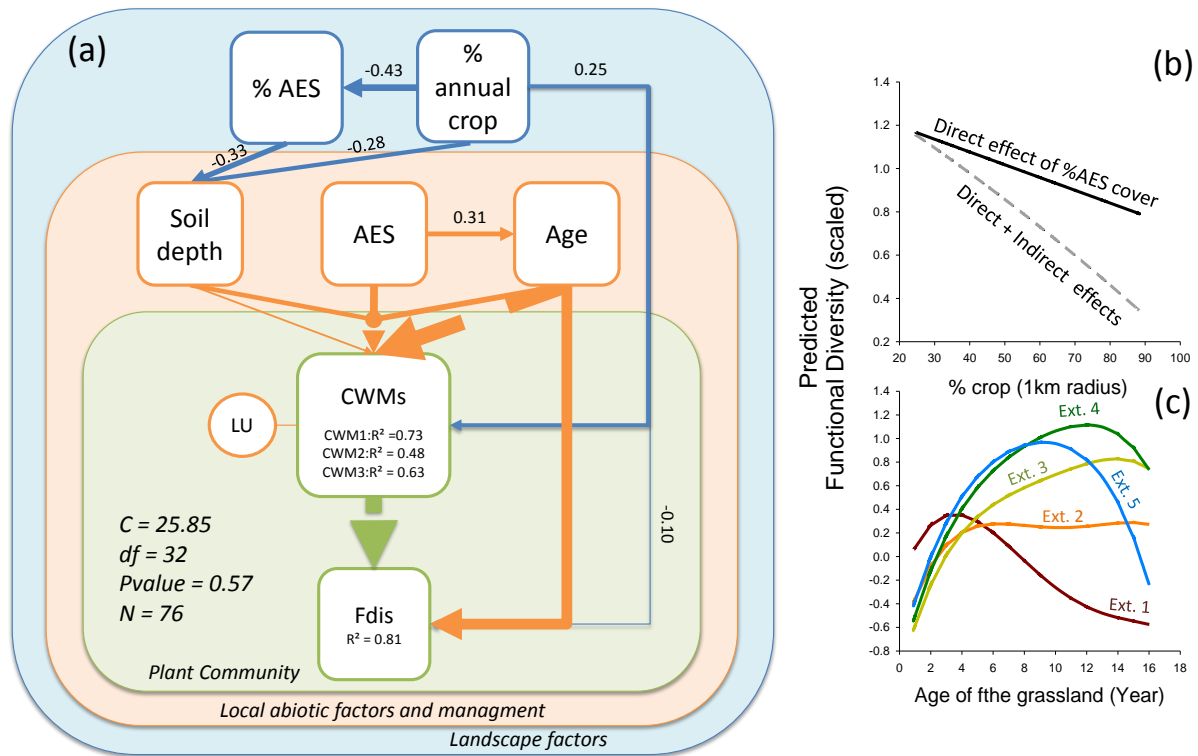 (a)
% AES
%
annual
crop
-0.43
0.25
-0.33
-0.28
Soil
depth
AES
0.31
Age
LU
CWMs
CWM1:R² =0.73
CWM2:R² = 0.48
CWM3:R² = 0.63
-0.10
C = 25.85
df = 32
Pvalue = 0.57
N = 76
Fdis
R² = 0.81
Plant Community
Local abiotic factors and managment
Landscape factors
Predicted
Functional Diversity (scaled)
(b)
1.4
1.2
1.0
0.8
0.6
0.4
0.2
Direct effect of %AES cover
Direct + Indirect effects
20 30 40 50 60 70 80 90 100
% crop (1km radius)
(c)
1.4
1.2
1.0
0.8
0.6
0.4
0.2
0.0
-0.2
-0.4
-0.6
-0.8
Ext. 4
Ext. 3
Ext. 5
Ext. 2
Ext. 1
0 2 4 6 8 10 12 14 16 18
Age of fthe grassland (Year)